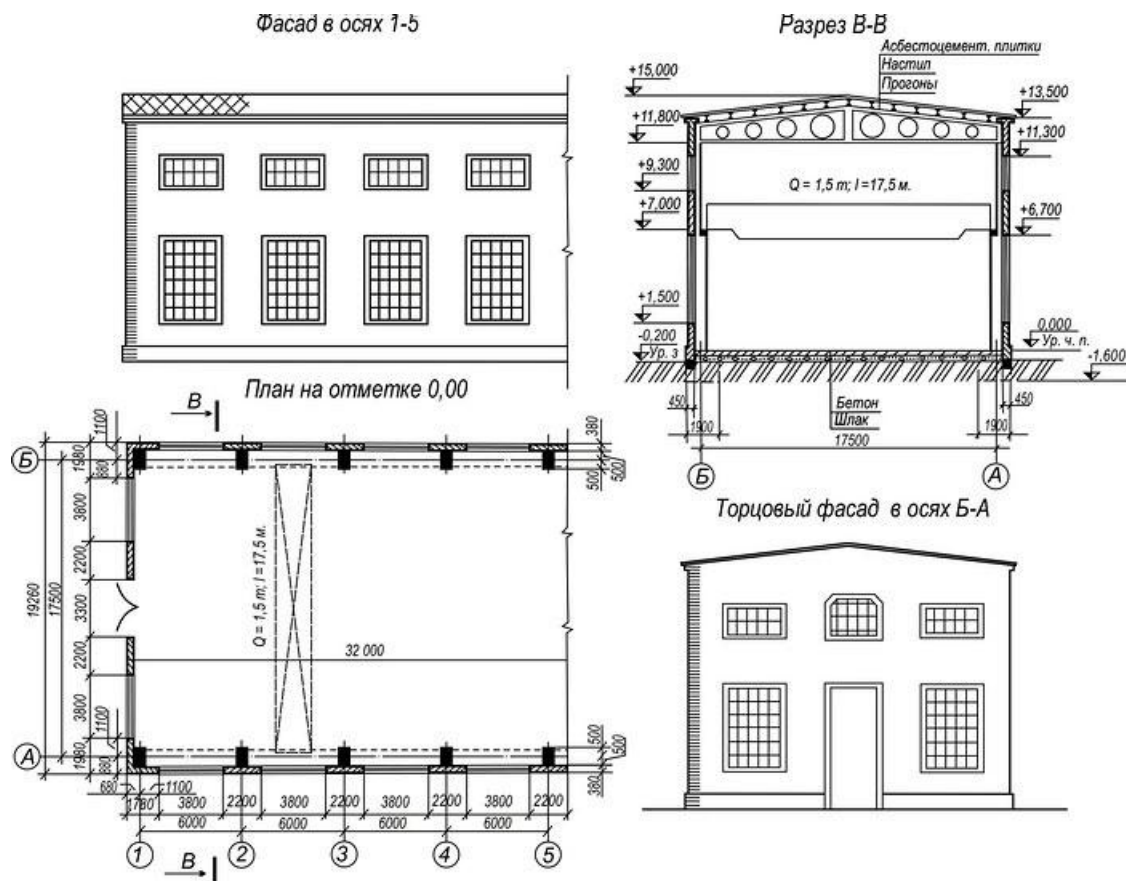 Фасад в осях 1-5
Разрез В-В
Асбестоцемент. плитки
Настил
Прогоны
+15,000
+11,800
+9,300
+7,000
+1,500
-0,200
Ур. з
+13,500
+11,300
+6,700
0,000
Ур. ч. п.
-1,600
Q = 1,5 т; l =17,5 м.
450
1900
Бетон
Шлак
17500
1900
450
Б
А
План на отметке 0,00
В
1100
1980
680
3800
2200
3300
2200
3800
1100
1980
680
17500
19260
Б
А
Q = 1,5 т; l =17,5 м.
32 000
380
500
500
500
500
380
680
1780
1100
3800
2200
3800
2200
3800
2200
3800
2200
6000
6000
6000
6000
1
2
3
4
5
В
Торцовый фасад в осях Б-А